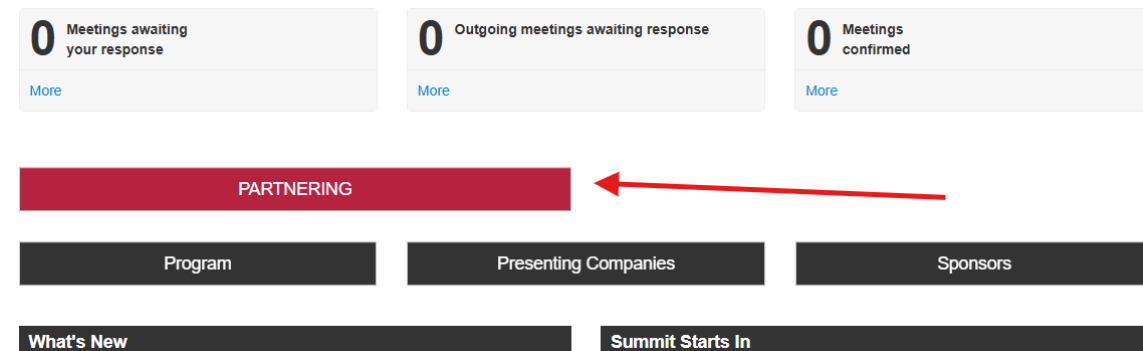 0 Meetings awaiting
your response
More
0 Outgoing meetings awaiting response
More
0 Meetings
confirmed
More
PARTNERING
Program
Presenting Companies
Sponsors
What's New
Summit Starts In